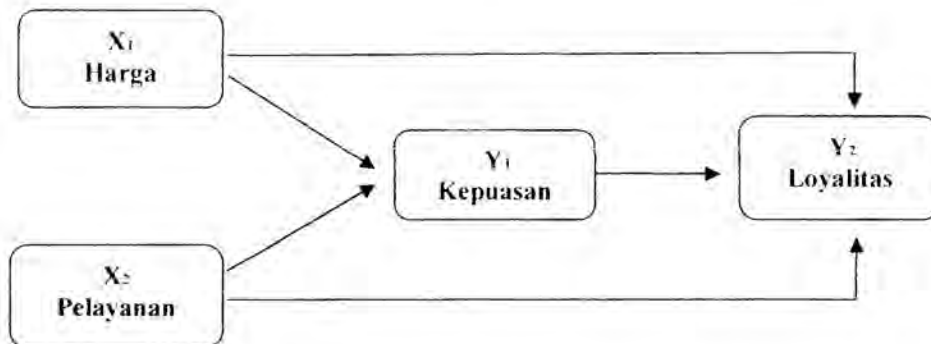 X₁
Harga
Y₁
Kepuasan
Y₂
Loyalitas
X₂
Pelayanan